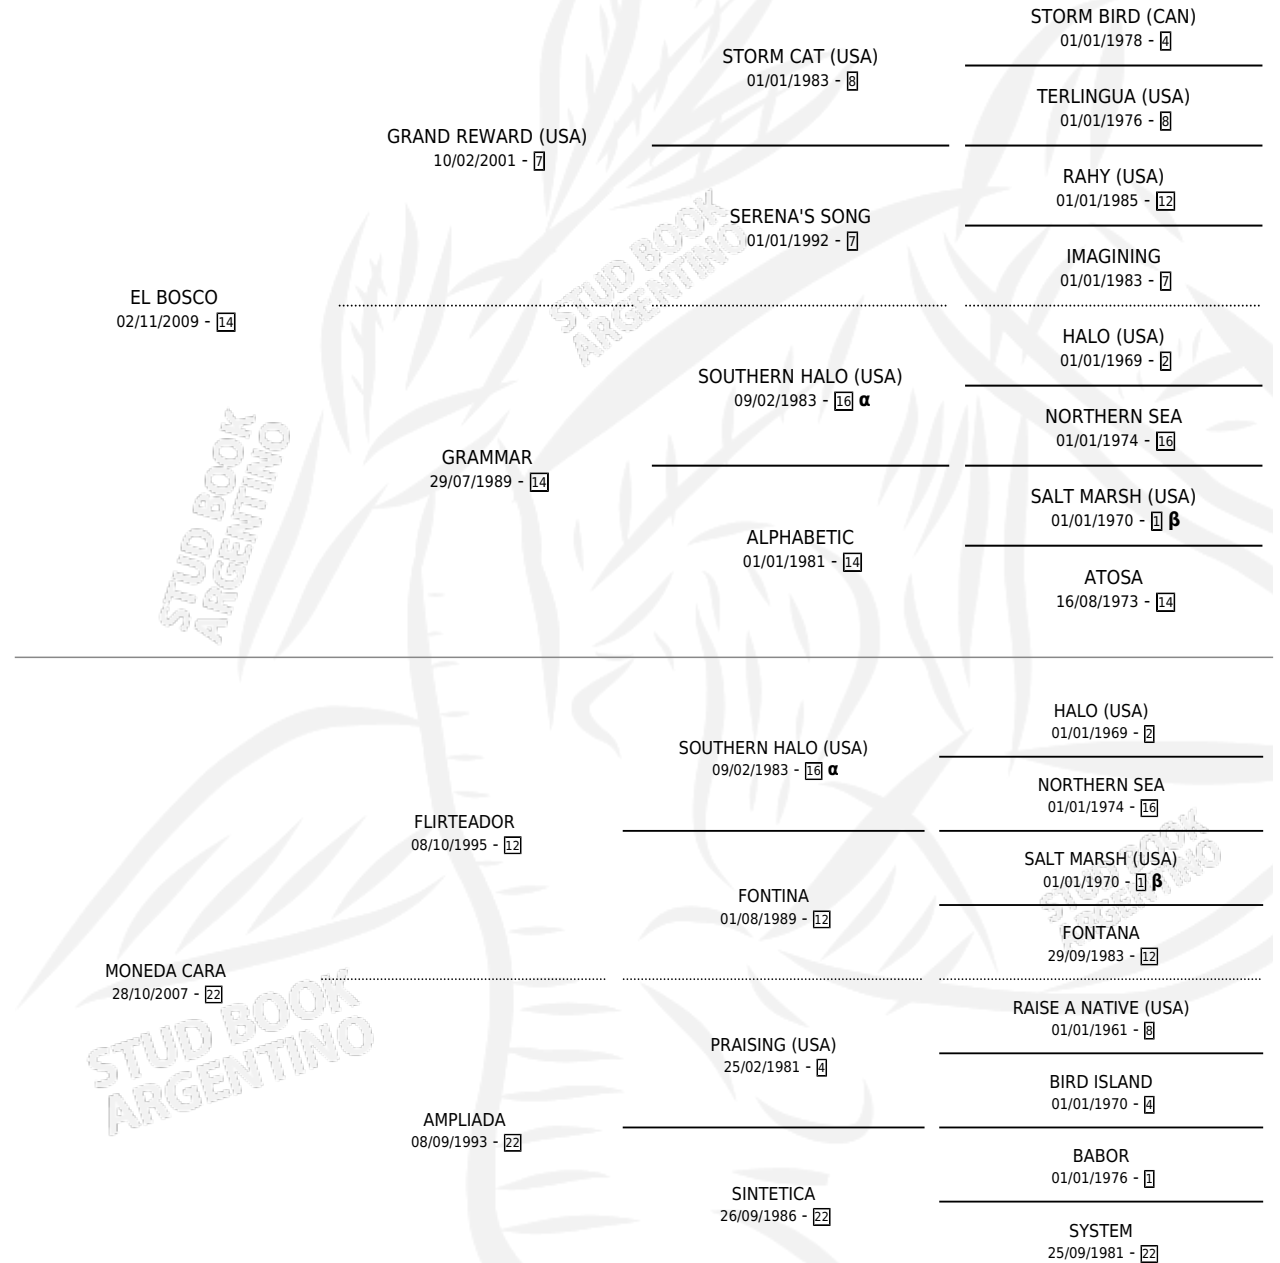 STORM BIRD (CAN)
01/01/1978 - 4
STORM CAT (USA)
01/01/1983 - 8
TERLINGUA (USA)
01/01/1976 - 8
GRAND REWARD (USA)
10/02/2001 - 7
RAHY (USA)
01/01/1985 - 12
SERENA'S SONG
01/01/1992 - 7
IMAGINING
01/01/1983 - 7
STUD BOOK
ARGENTINO
EL BOSCO
02/11/2009 - 14
HALO (USA)
01/01/1969 - 2
SOUTHERN HALO (USA)
09/02/1983 - 16 α
NORTHERN SEA
01/01/1974 - 16
GRAMMAR
29/07/1989 - 14
SALT MARSH (USA)
01/01/1970 - 1 β
ALPHABETIC
01/01/1981 - 14
ATOSA
16/08/1973 - 14
STUD BOOK
ARGENTINO
HALO (USA)
01/01/1969 - 2
SOUTHERN HALO (USA)
09/02/1983 - 16 α
NORTHERN SEA
01/01/1974 - 16
FLIRTEADOR
08/10/1995 - 12
SALT MARSH (USA)
01/01/1970 - 1 β
FONTINA
01/08/1989 - 12
FONTANA
29/09/1983 - 12
STUD BOOK
ARGENTINO
MONEDA CARA
28/10/2007 - 22
RAISE A NATIVE (USA)
01/01/1961 - 8
PRAISING (USA)
25/02/1981 - 4
BIRD ISLAND
01/01/1970 - 4
AMPLIADA
08/09/1993 - 22
BABOR
01/01/1976 - 1
SINTETICA
26/09/1986 - 22
SYSTEM
25/09/1981 - 22
STUD BOOK
ARGENTINO